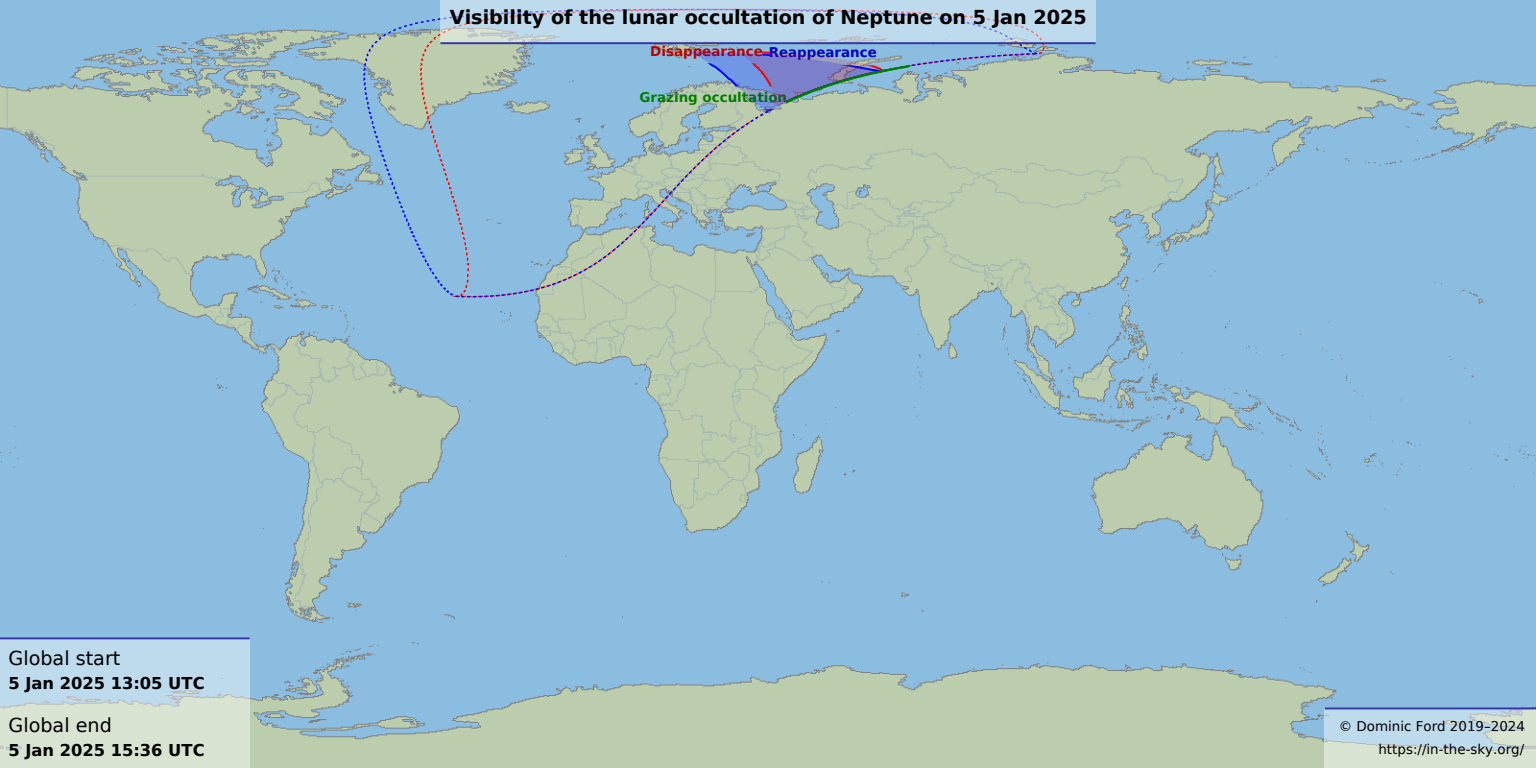 Visibility of the lunar occultation of Neptune on 5 Jan 2025
Disappearance
Reappearance
Grazing occultation
Global start
5 Jan 2025 13:05 UTC
Global end
5 Jan 2025 15:36 UTC
© Dominic Ford 2019–2024
https://in-the-sky.org/